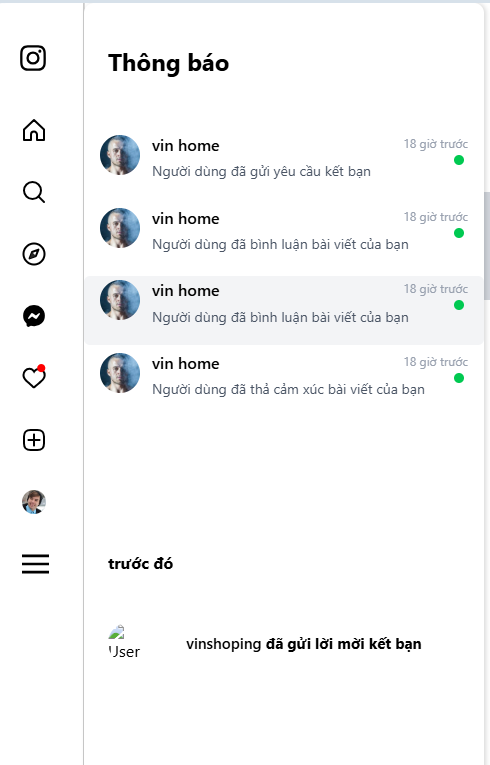 Thông báo
vin home
18 giờ trước
Người dùng đã gửi yêu cầu kết bạn
vin home
18 giờ trước
Người dùng đã bình luận bài viết của bạn
vin home
18 giờ trước
Người dùng đã bình luận bài viết của bạn
vin home
18 giờ trước
Người dùng đã thả cảm xúc bài viết của bạn
trước đó
User
vinshoping đã gửi lời mời kết bạn